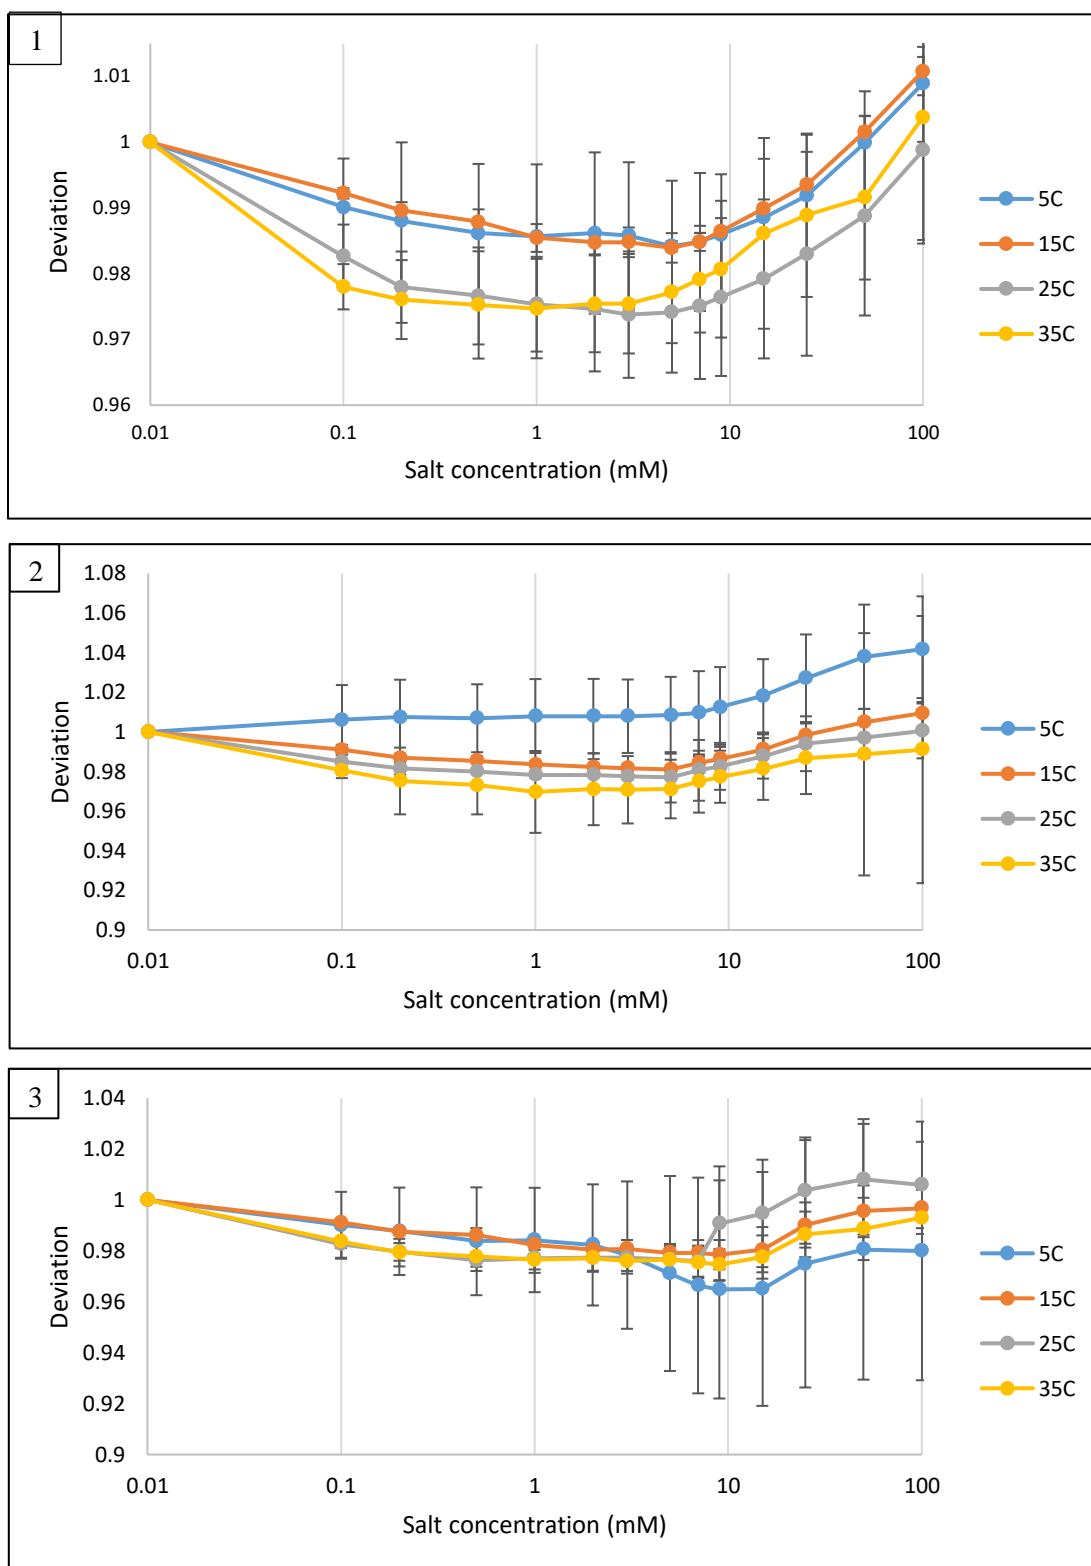 1
1.01
1
0.99
0.98
0.97
0.96
Deviation
0.01 0.1 1 10 100
Salt concentration (mM)
5C
15C
25C
35C
2
1.08
1.06
1.04
1.02
1
0.98
0.96
0.94
0.92
0.9
Deviation
0.01 0.1 1 10 100
Salt concentration (mM)
5C
15C
25C
35C
3
1.04
1.02
1
0.98
0.96
0.94
0.92
0.9
Deviation
0.01 0.1 1 10 100
Salt concentration (mM)
5C
15C
25C
35C